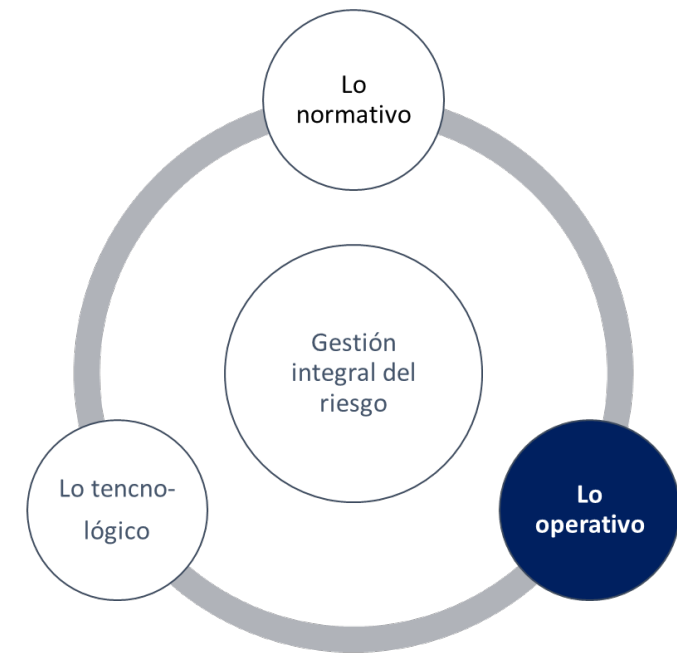 Lo
normativo
Gestión
integral del
riesgo
Lo tencno-
lógico
Lo
operativo